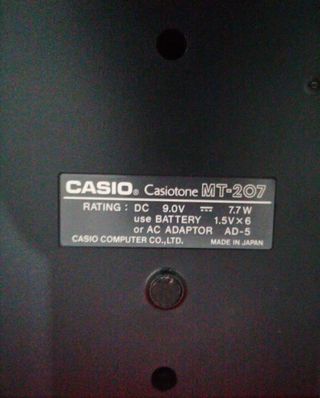 CASIO® Casiotone MT-207
RATING : DC 9.0V ⎓ 7.7W
use BATTERY 1.5V×6
or AC ADAPTOR AD-5
CASIO COMPUTER CO.,LTD. MADE IN JAPAN